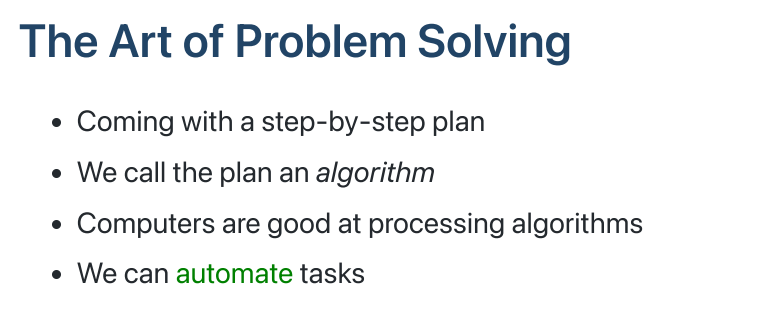 The Art of Problem Solving
• Coming with a step-by-step plan
• We call the plan an algorithm
• Computers are good at processing algorithms
• We can automate tasks